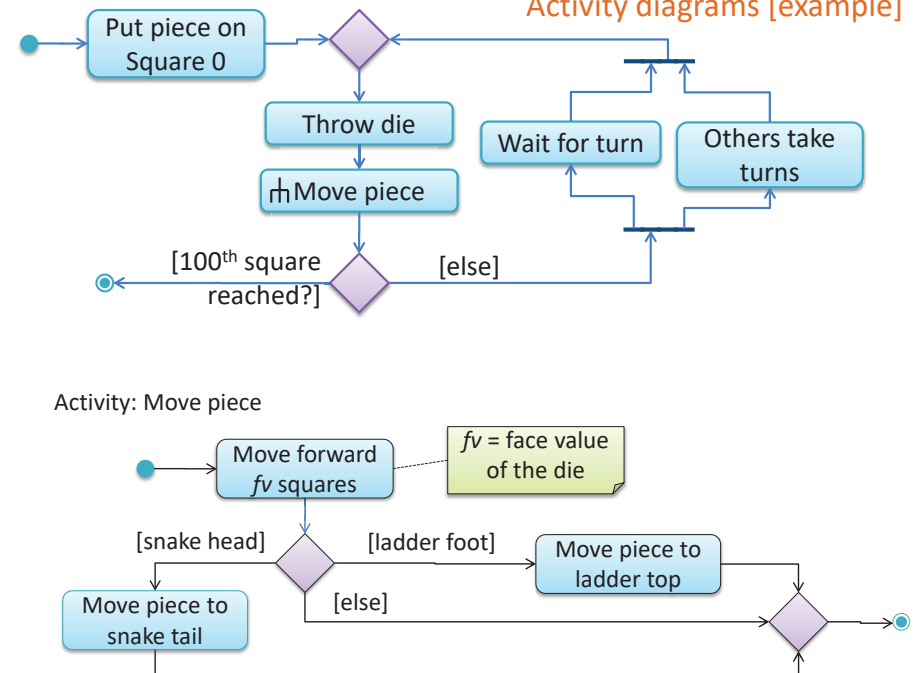 Activity diagrams [example]
Put piece on
Square 0
Throw die
Move piece
Wait for turn
Others take
turns
[100th square
reached?]
[else]
Activity: Move piece
Move forward
fv squares
fv = face value
of the die
[snake head]
[ladder foot]
Move piece to
ladder top
[else]
Move piece to
snake tail